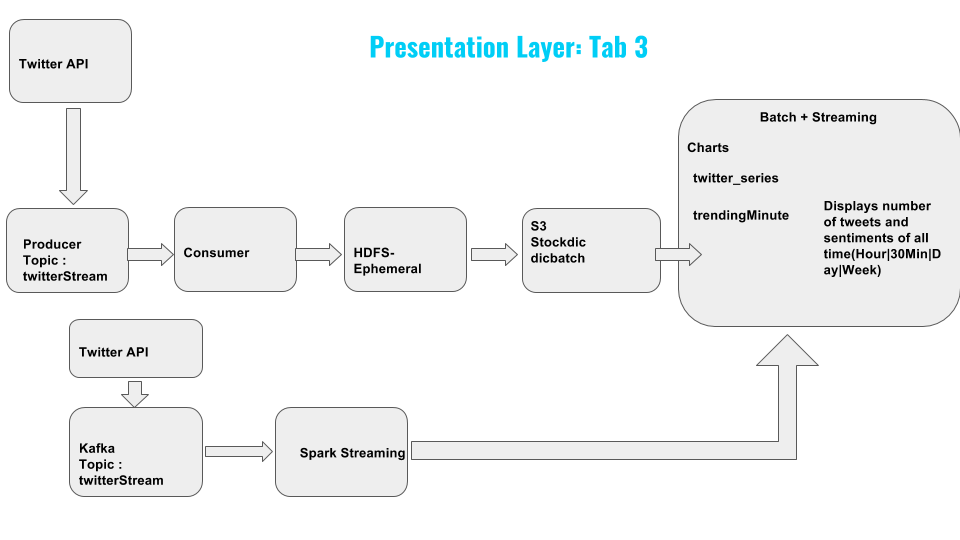 Presentation Layer: Tab 3
Twitter API
Producer
Topic :
twitterStream
Consumer
HDFS-
Ephemeral
S3
Stockdic
dicbatch
Batch + Streaming
Charts
twitter_series
trendingMinute
Displays number
of tweets and
sentiments of all
time(Hour|30Min|D
ay|Week)
Twitter API
Kafka
Topic :
twitterStream
Spark Streaming